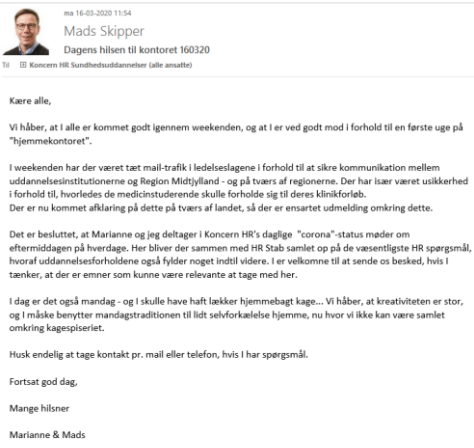 ma 16-03-2020 11:54
Mads Skipper
Dagens hilsen til kontoret 160320
Til Koncern HR Sundhedsuddannelser (alle ansatte)
Kære alle,
Vi håber, at I alle er kommet godt igennem weekenden, og at I er ved godt mod i forhold til en første uge på
"hjemmekontoret".
I weekenden har der været tæt mail-trafik i ledelseslagene i forhold til at sikre kommunikation mellem
uddannelsesinstitutionerne og Region Midtjylland - og på tværs af regionerne. Der har især været usikkerhed
i forhold til, hvorledes de medicinstuderende skulle forholde sig til deres klinikforløb.
Der er nu kommet afklaring på dette på tværs af landet, så der er ensartet udmelding omkring dette.
Det er besluttet, at Marianne og jeg deltager i Koncern HR's daglige "corona"-status møder om
eftermiddagen på hverdage. Her bliver der sammen med HR Stab samlet op på de væsentligste HR spørgsmål,
hvoraf uddannelsesforholdene også fylder noget indtil videre. I er velkomne til at sende os besked, hvis I
tænker, at der er emner som kunne være relevante at tage med her.
I dag er det også mandag - og I skulle have haft lækker hjemmebagt kage... Vi håber, at kreativiteten er stor,
og I måske benytter mandagstraditionen til lidt selvforkælelse hjemme, nu hvor vi ikke kan være samlet
omkring kagespiseriet.
Husk endelig at tage kontakt pr. mail eller telefon, hvis I har spørgsmål.
Fortsat god dag,
Mange hilsner
Marianne & Mads